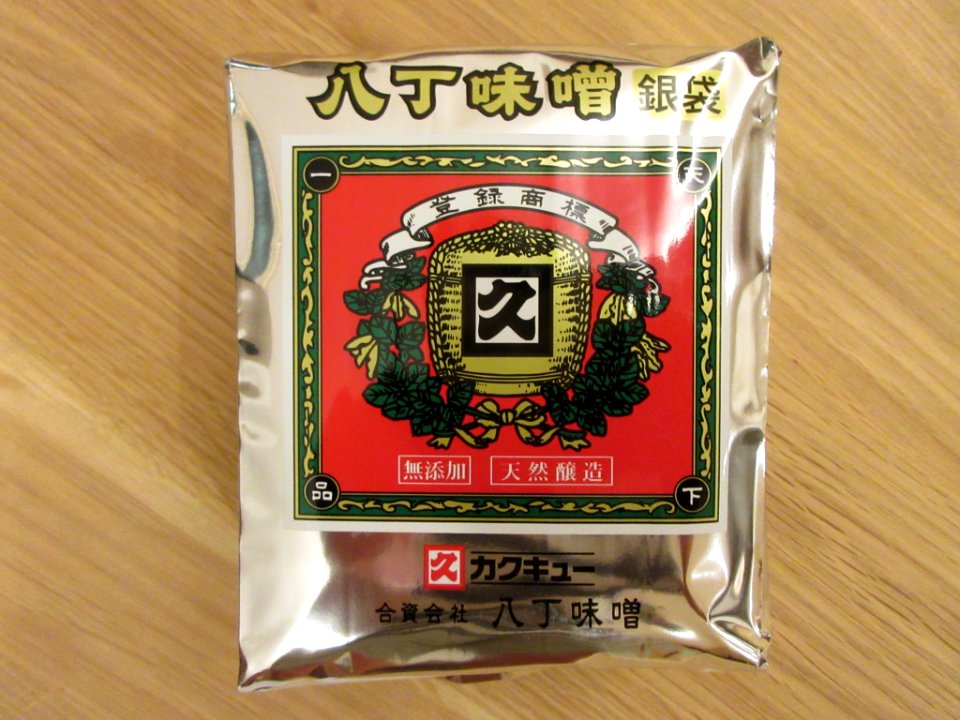 八丁味噌 銀袋
一 天
登録商標
久
無添加 天然醸造
品 下
久 カクキュー
合資会社 八丁味噌